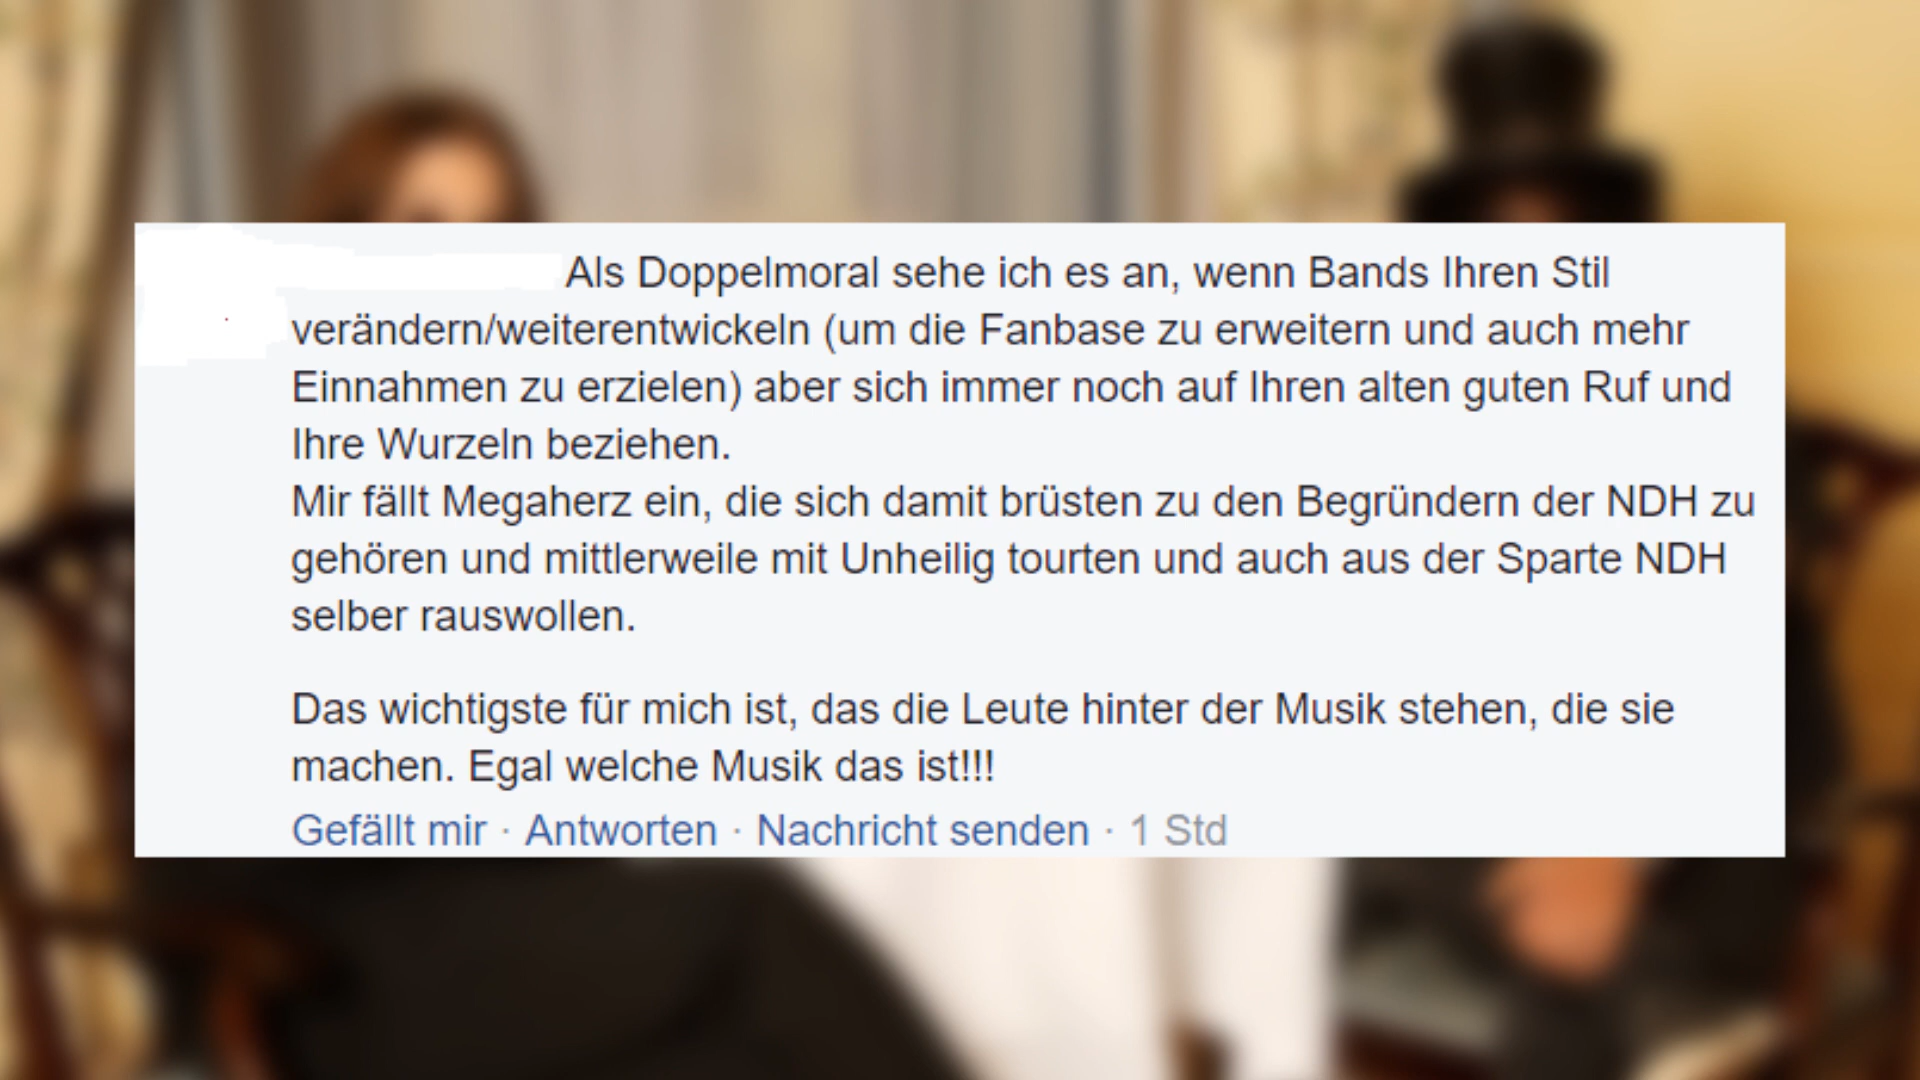 Als Doppelmoral sehe ich es an, wenn Bands Ihren Stil
verändern/weiterentwickeln (um die Fanbase zu erweitern und auch mehr
Einnahmen zu erzielen) aber sich immer noch auf Ihren alten guten Ruf und
Ihre Wurzeln beziehen.
Mir fällt Megaherz ein, die sich damit brüsten zu den Begründern der NDH zu
gehören und mittlerweile mit Unheilig tourten und auch aus der Sparte NDH
selber rauswollen.
Das wichtigste für mich ist, das die Leute hinter der Musik stehen, die sie
machen. Egal welche Musik das ist!!!
Gefällt mir · Antworten · Nachricht senden · 1 Std